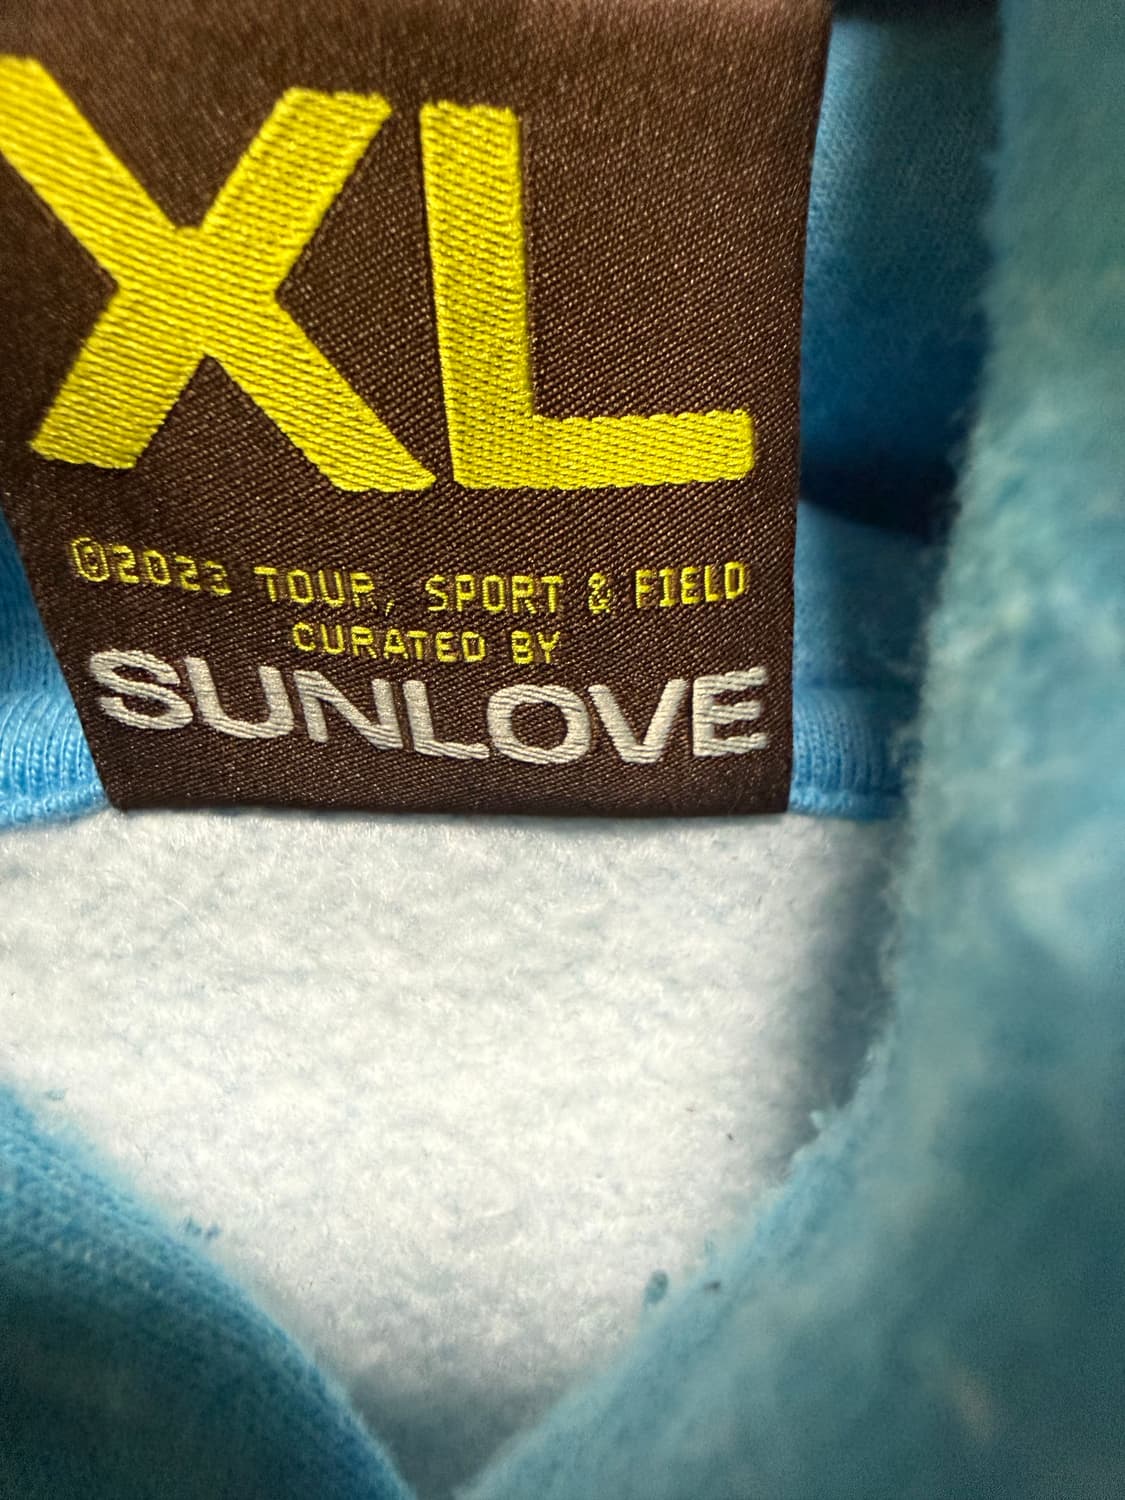 XL
©2023 TOUR, SPORT & FIELD
CURATED BY
SUNLOVE